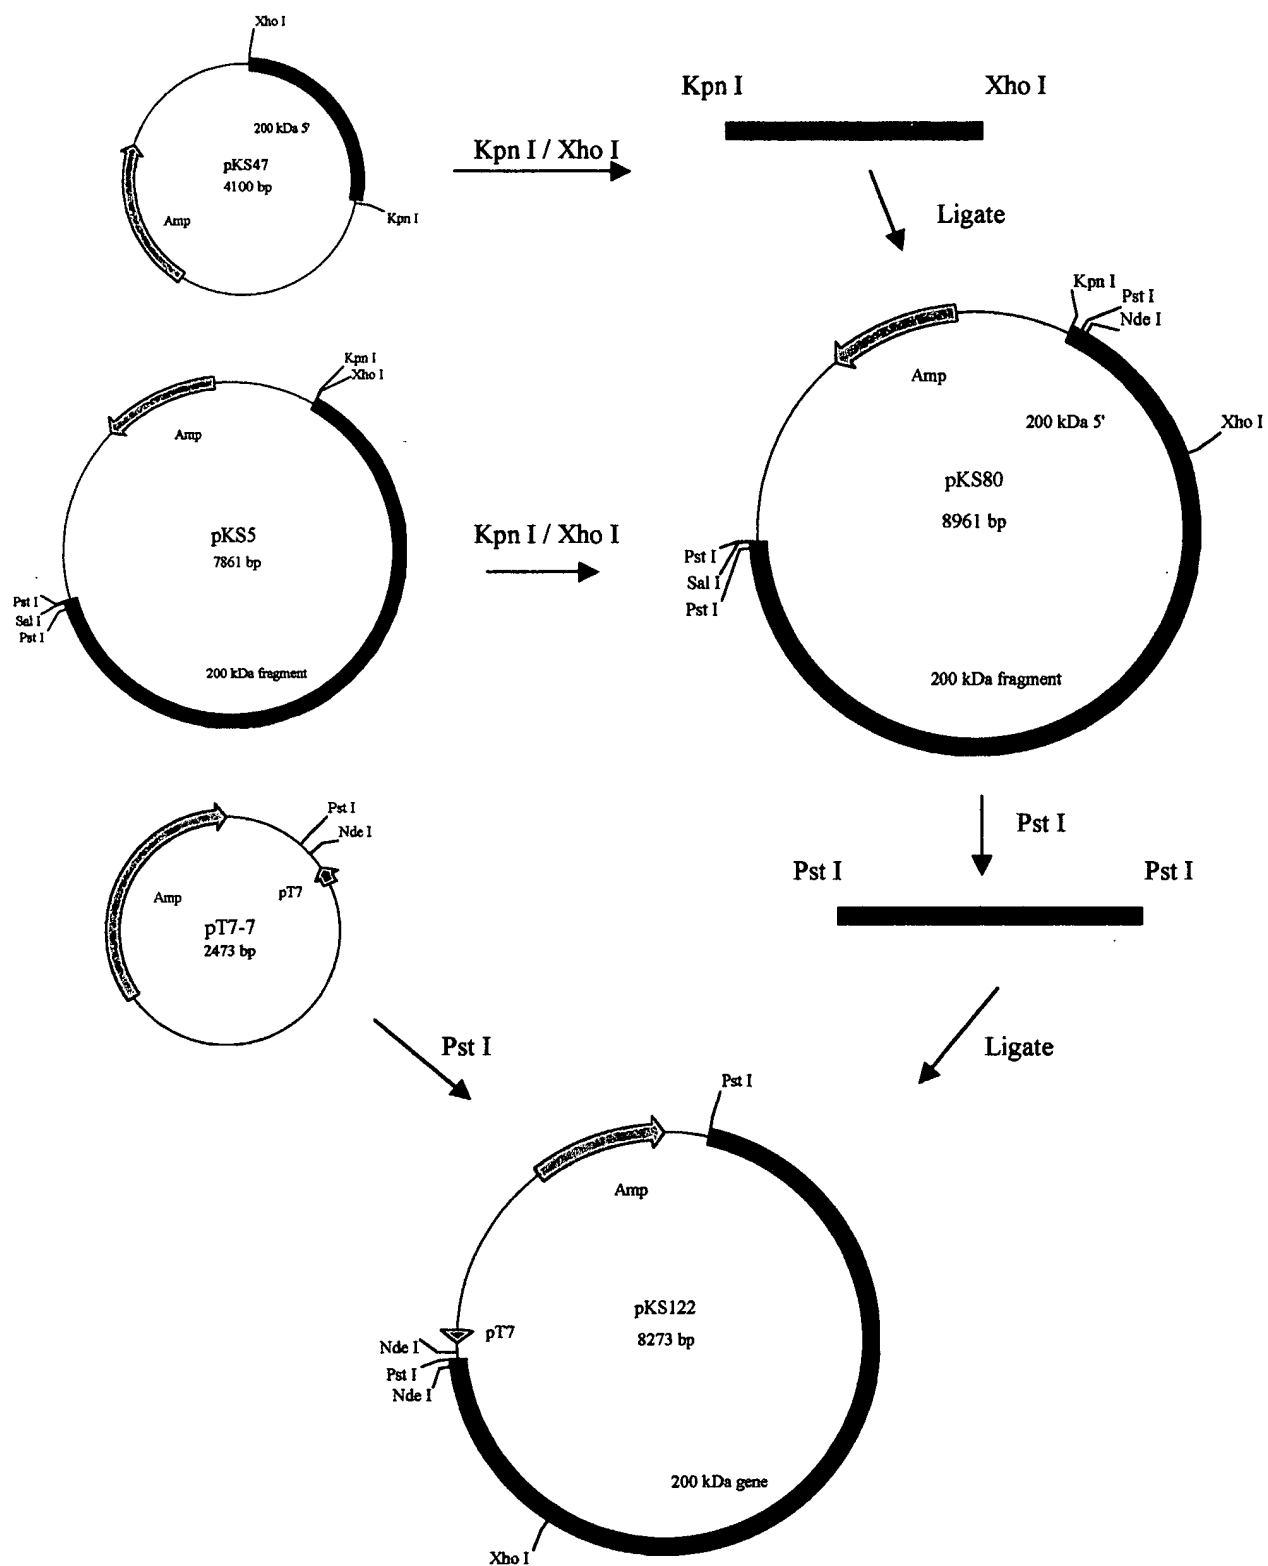 Xho I
200 kDa 5'
pKS47
4100 bp
Amp
Kpn I
Kpn I / Xho I
Kpn I
Xho I
Ligate
Kpn I
Xho I
Amp
pKS5
7861 bp
Pst I
Sal I
Pst I
200 kDa fragment
Kpn I / Xho I
Kpn I
Pst I
Nde I
Amp
200 kDa 5'
Xho I
pKS80
8961 bp
Pst I
Sal I
Pst I
200 kDa fragment
Pst I
Nde I
Amp
pT7
pT7-7
2473 bp
Pst I
Pst I
Pst I
Pst I
Ligate
Pst I
Amp
pKS122
8273 bp
pT7
Nde I
Pst I
Nde I
200 kDa gene
Xho I